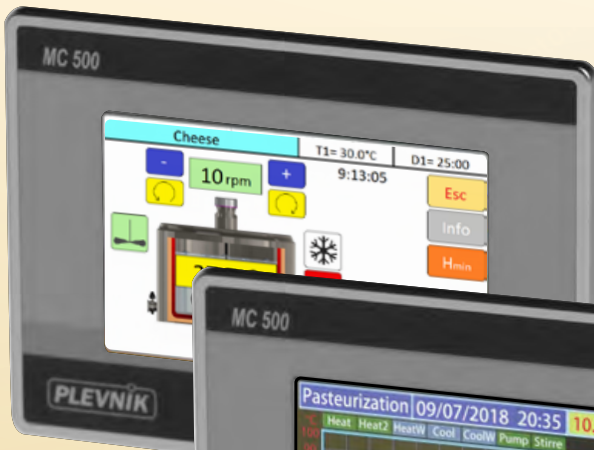 MC 500
Cheese
T1= 30.0°C
D1= 25:00
-
10 rpm
+
9:13:05
Esc
Info
Hmin
MC 500
PLEVNIK
Pasteurization 09/07/2018 20:35
°C Heat Heat2 HeatW Cool CoolW Pump Stirre
100